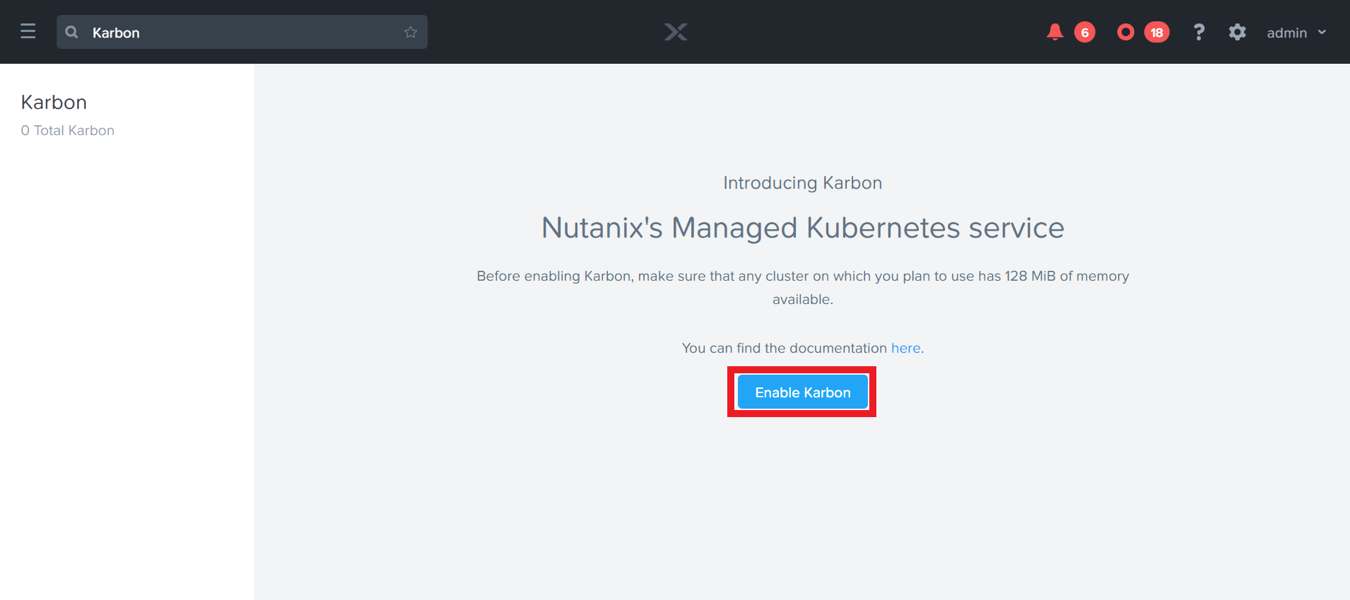 Karbon
6
18
?
admin
Karbon
0 Total Karbon
Introducing Karbon
Nutanix's Managed Kubernetes service
Before enabling Karbon, make sure that any cluster on which you plan to use has 128 MiB of memory
available.
You can find the documentation here.
Enable Karbon